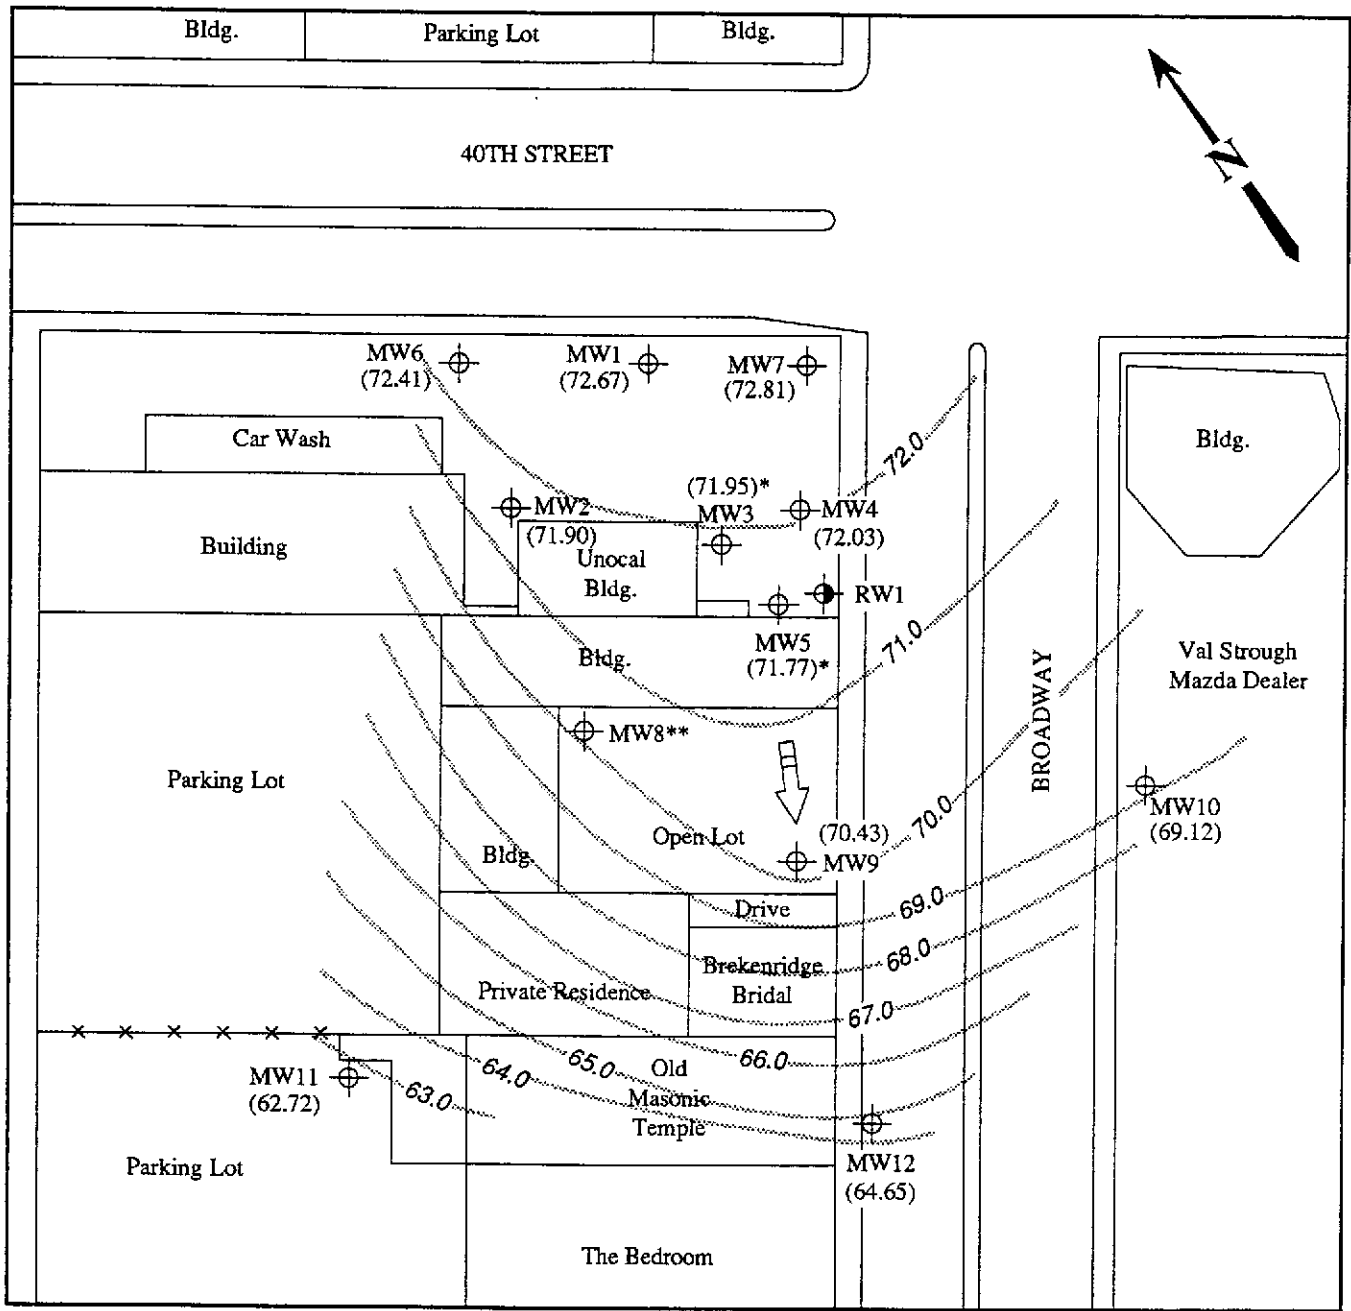 Bldg.
Parking Lot
Bldg.
40TH STREET
N
MW6
(72.41)
MW1
(72.67)
MW7
(72.81)
Car Wash
72.0
Bldg.
(71.95)*
MW3
MW2
(71.90)
MW4
(72.03)
Building
Unocal
Bldg.
RW1
71.0
MW5
(71.77)*
Bldg.
BROADWAY
Val Strough
Mazda Dealer
MW8**
Parking Lot
70.0
MW10
(69.12)
Open Lot
(70.43)
MW9
Bldg.
Drive
69.0
68.0
Brekenridge
Bridal
Private Residence
67.0
66.0
65.0
64.0
63.0
Old
Masonic
Temple
MW11
(62.72)
Parking Lot
MW12
(64.65)
The Bedroom